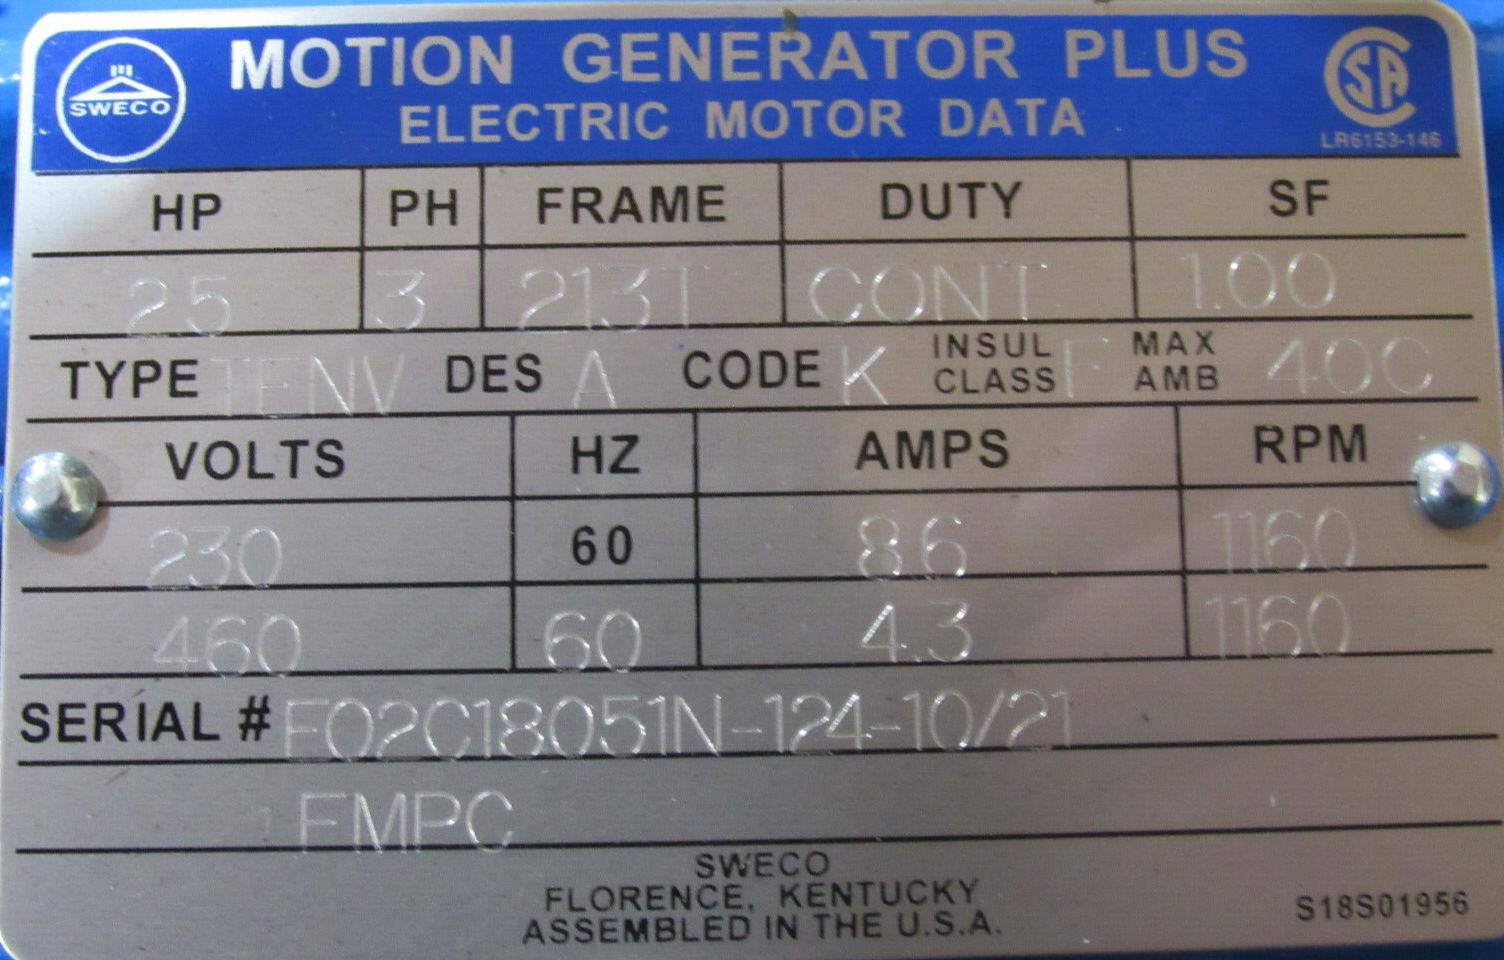 SWECO
MOTION GENERATOR PLUS
ELECTRIC MOTOR DATA
LR6153-146
HP PH FRAME DUTY SF
2.5 3 213T CONT 1.00
TYPE TENV DES A CODE K INSUL CLASS F MAX AMB 40C
VOLTS HZ AMPS RPM
230 60 8.6 1160
460 60 4.3 1160
SERIAL # F02C18051N-124-10/21
FMPC
SWECO
FLORENCE, KENTUCKY
ASSEMBLED IN THE U.S.A.
S18S01956